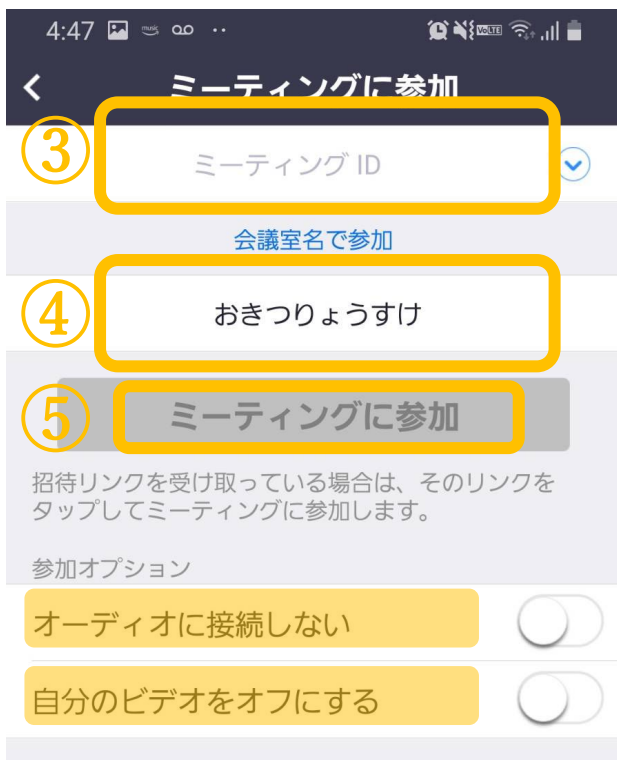 4:47 music
VoLTE
ミーティングに参加
③
ミーティング ID
会議室名で参加
④
おきつりょうすけ
⑤
ミーティングに参加
招待リンクを受け取っている場合は、そのリンクを
タップしてミーティングに参加します。
参加オプション
オーディオに接続しない
自分のビデオをオフにする